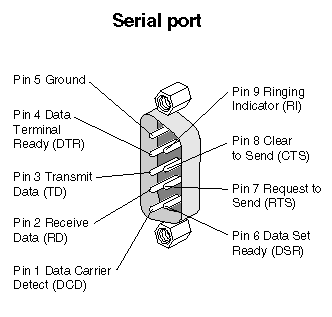 Serial port
Pin 5 Ground
Pin 4 Data
Terminal
Ready (DTR)
Pin 3 Transmit
Data (TD)
Pin 2 Receive
Data (RD)
Pin 1 Data Carrier
Detect (DCD)
Pin 9 Ringing
Indicator (RI)
Pin 8 Clear
to Send (CTS)
Pin 7 Request to
Send (RTS)
Pin 6 Data Set
Ready (DSR)